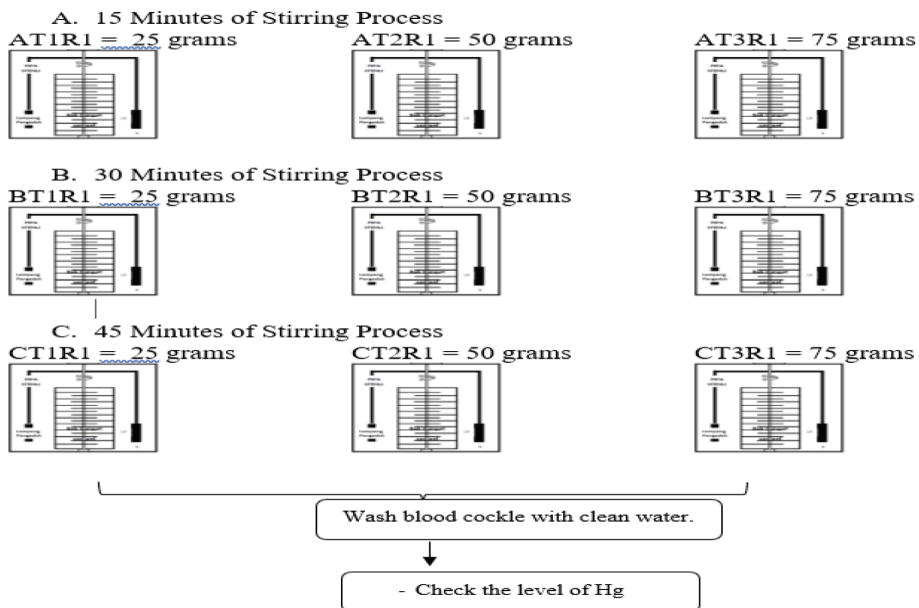 A. 15 Minutes of Stirring Process
AT1R1 = 25 grams AT2R1 = 50 grams AT3R1 = 75 grams
B. 30 Minutes of Stirring Process
BT1R1 = 25 grams BT2R1 = 50 grams BT3R1 = 75 grams
C. 45 Minutes of Stirring Process
CT1R1 = 25 grams CT2R1 = 50 grams CT3R1 = 75 grams
Wash blood cockle with clean water.
- Check the level of Hg